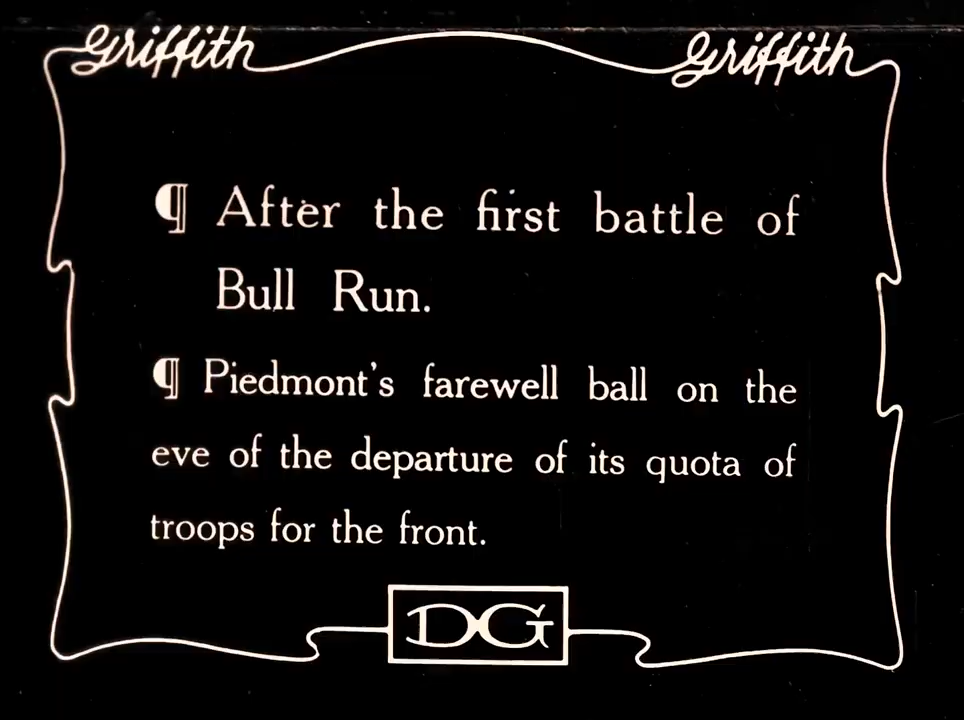 Griffith Griffith
¶ After the first battle of
Bull Run.
¶ Piedmont's farewell ball on the
eve of the departure of its quota of
troops for the front.
DG